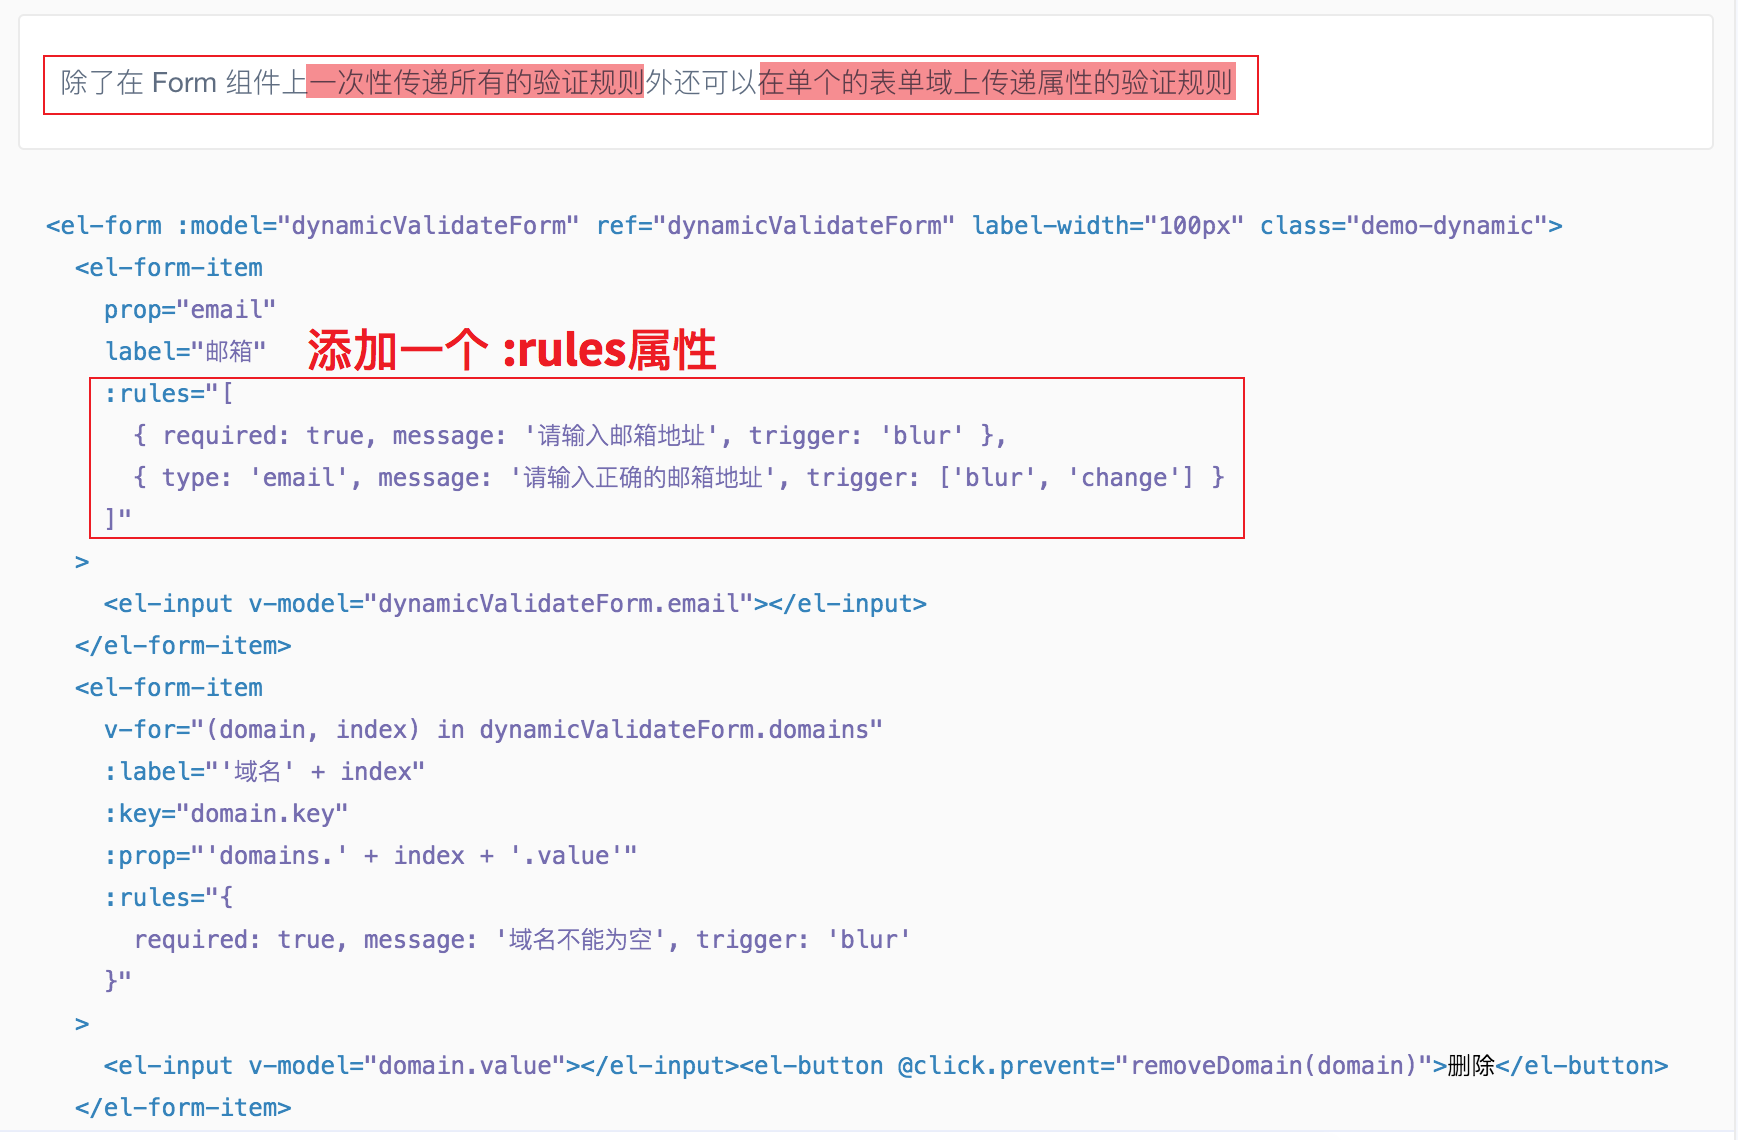 除了在 Form 组件上一次性传递所有的验证规则外还可以在单个的表单域上传递属性的验证规则
<el-form :model="dynamicValidateForm" ref="dynamicValidateForm" label-width="100px" class="demo-dynamic">
<el-form-item
prop="email"
label="邮箱"
添加一个 :rules属性
:rules="[
{ required: true, message: '请输入邮箱地址', trigger: 'blur' },
{ type: 'email', message: '请输入正确的邮箱地址', trigger: ['blur', 'change'] }
]"
>
<el-input v-model="dynamicValidateForm.email"></el-input>
</el-form-item>
<el-form-item
v-for="(domain, index) in dynamicValidateForm.domains"
:label="'域名' + index"
:key="domain.key"
:prop="'domains.' + index + '.value'"
:rules="{
required: true, message: '域名不能为空', trigger: 'blur'
}"
>
<el-input v-model="domain.value"></el-input><el-button @click.prevent="removeDomain(domain)">删除</el-button>
</el-form-item>